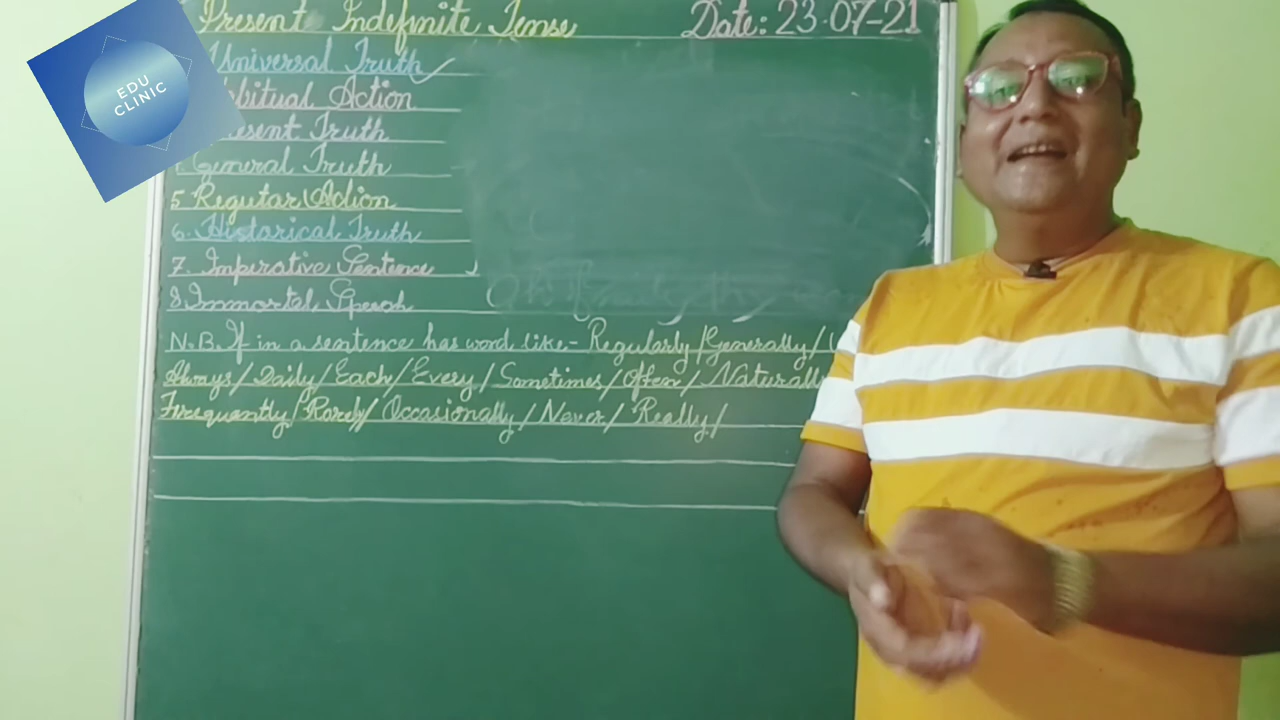 Present Indefinite Tense Date: 23-07-21
EDU
CLINIC
Universal Truth
bitual Action
esent Truth
General Truth
5 Regular Action
6. Historical Truth
7. Imperative Sentence
8. Immortal Speech
N.B. If in a sentence has word like- Regularly/Generally/
Always/Daily/Each/Every/Sometimes/Often/Naturally
Frequently/Rarely/Occasionally/Never/Really/